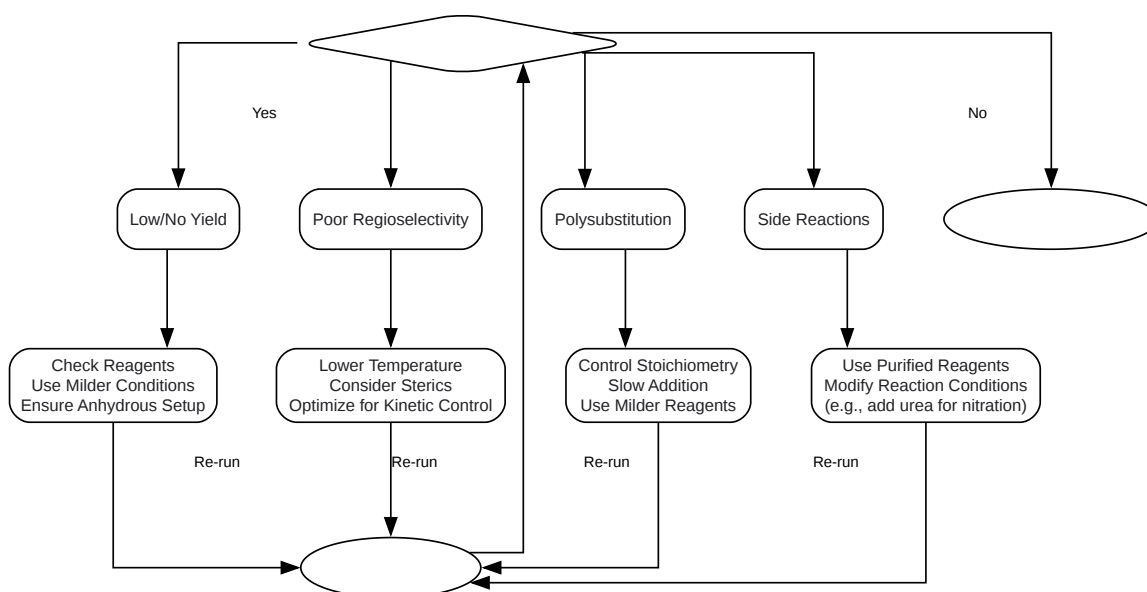 Yes
No
Low/No Yield
Poor Regioselectivity
Polysubstitution
Side Reactions
Check Reagents
Use Milder Conditions
Ensure Anhydrous Setup
Lower Temperature
Consider Sterics
Optimize for Kinetic Control
Control Stoichiometry
Slow Addition
Use Milder Reagents
Use Purified Reagents
Modify Reaction Conditions
(e.g., add urea for nitration)
Re-run
Re-run
Re-run
Re-run